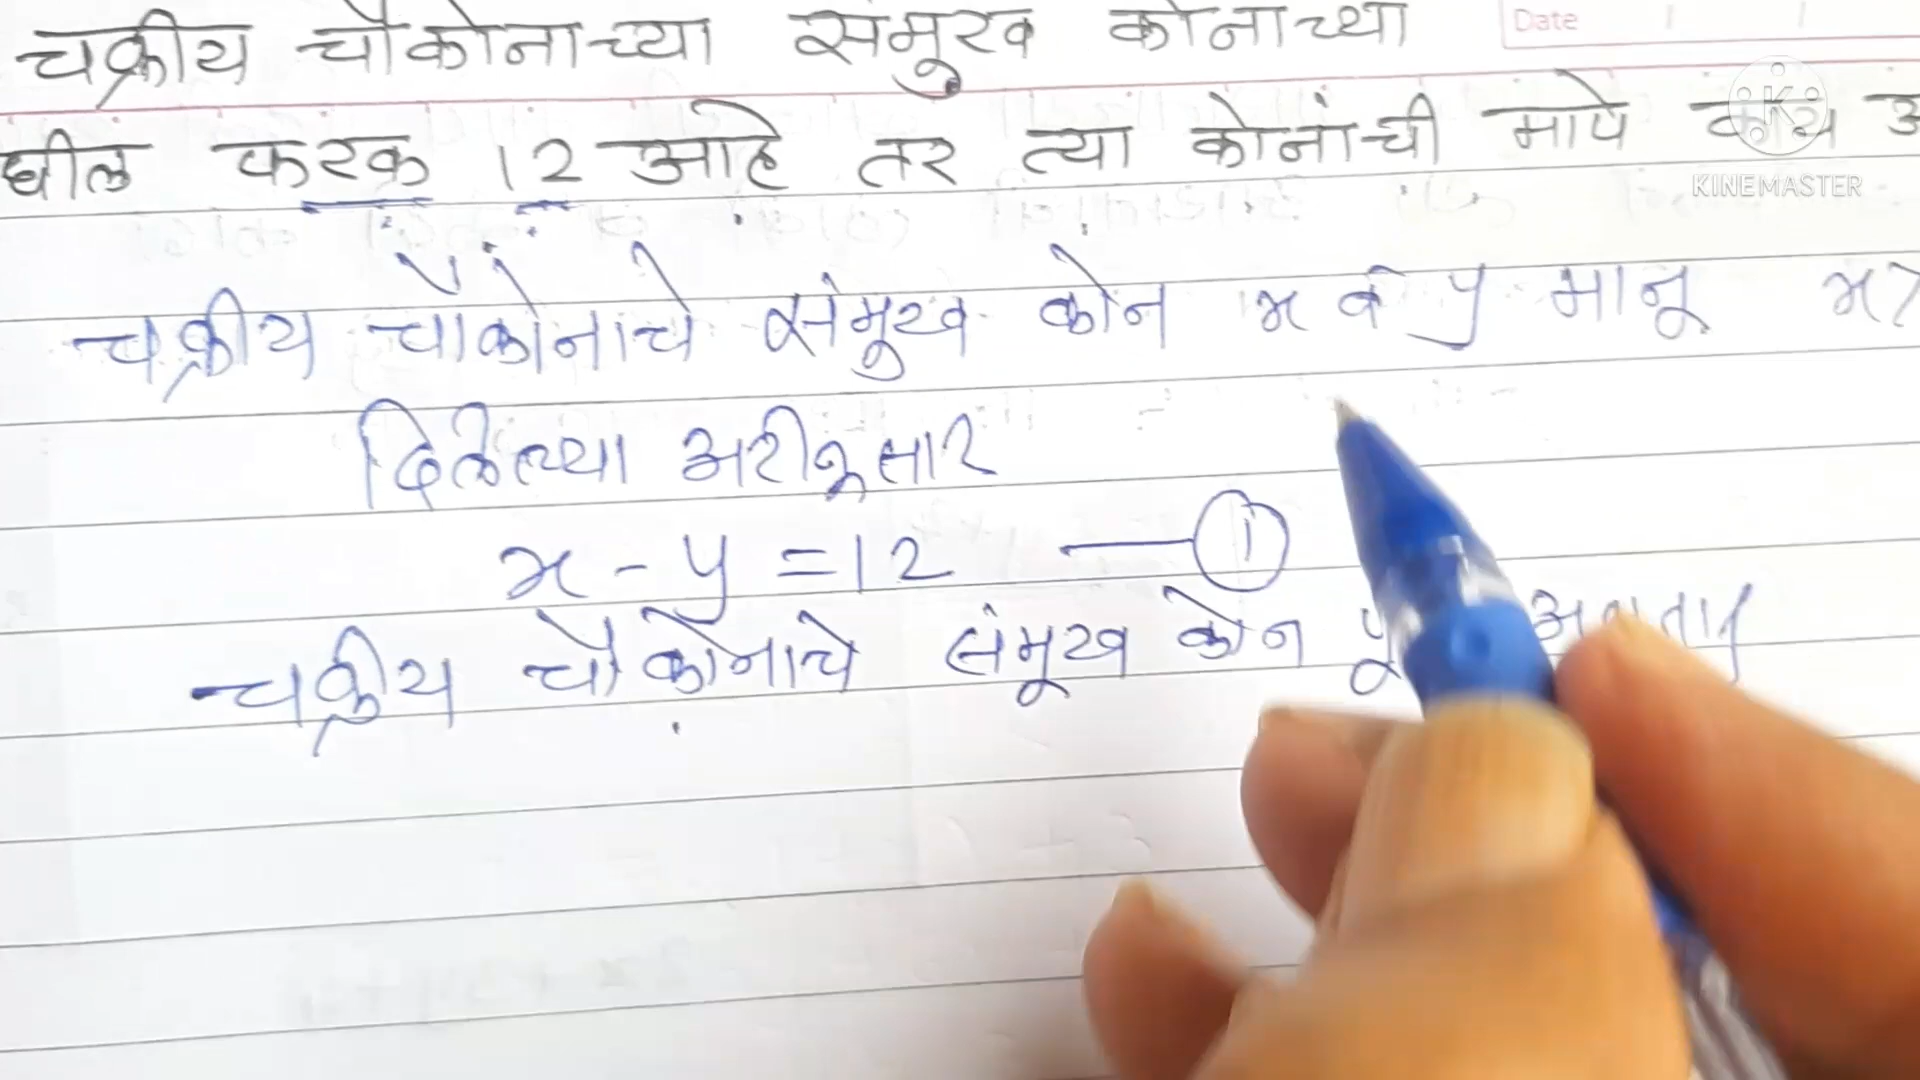 चक्रीय चौकोनाच्या संमुख कोनाच्या
Date
धील फरक 12 आहे तर त्या कोनांची मापे काय
KINEMASTER
चक्रीय चौकोनाचे संमुख कोन x व y मानू x>
दिलेल्या अटीनुसार
x - y = 12 — ①
चक्रीय चौकोनाचे संमूख कोन